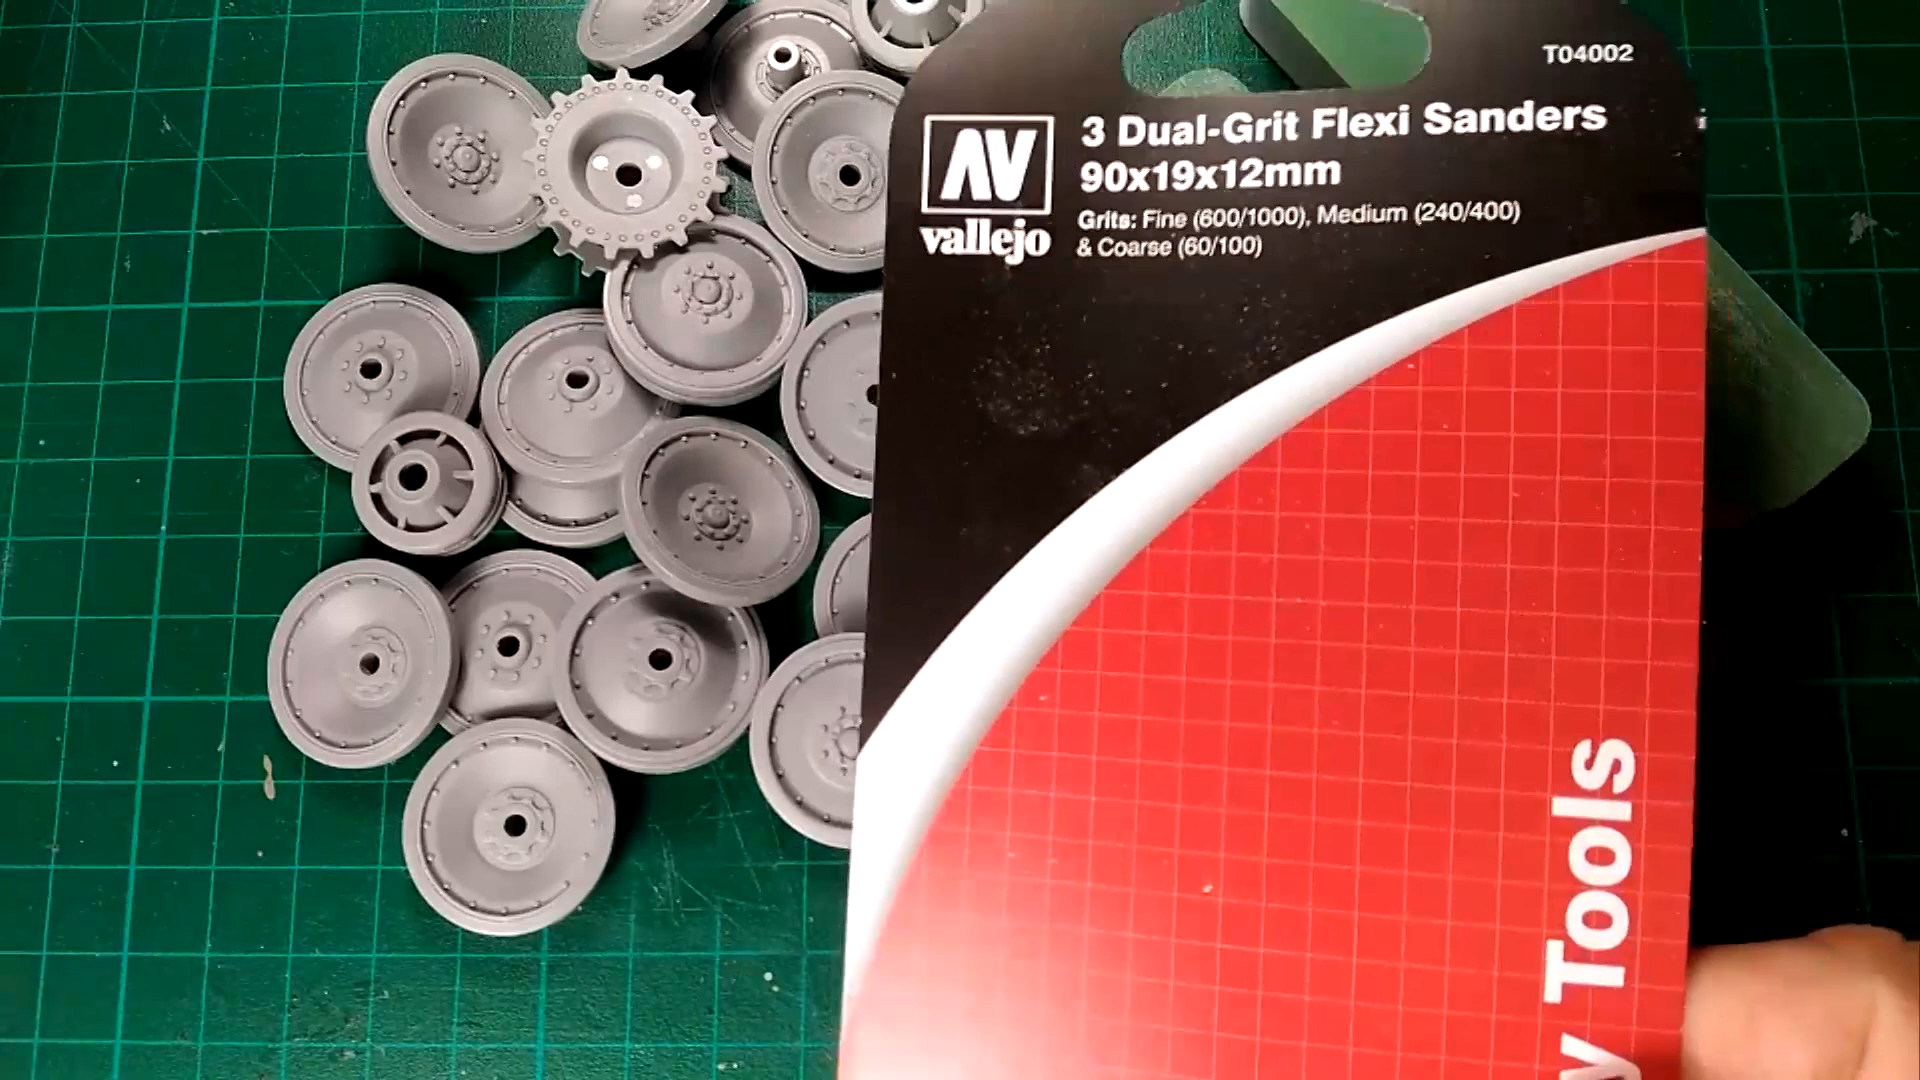 T04002
AV
vallejo
3 Dual-Grit Flexi Sanders
90x19x12mm
Grits: Fine (600/1000), Medium (240/400)
& Coarse (60/100)
y Tools